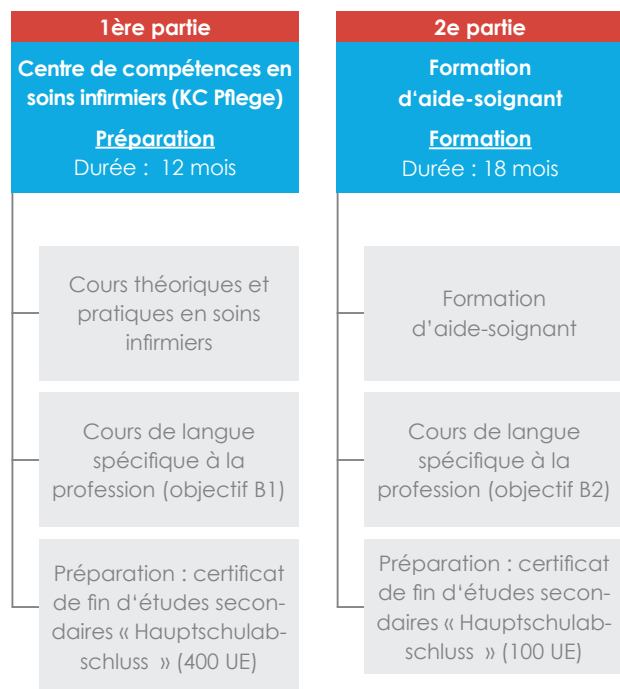 1ère partie
Centre de compétences en
soins infirmiers (KC Pflege)
Préparation
Durée : 12 mois
Cours théoriques et
pratiques en soins
infirmiers
Cours de langue
spécifique à la
profession (objectif B1)
Préparation : certificat
de fin d‘études secon-
daires « Hauptschulab-
schluss » (400 UE)
2e partie
Formation
d‘aide-soignant
Formation
Durée : 18 mois
Formation
d’aide-soignant
Cours de langue
spécifique à la
profession (objectif B2)
Préparation : certificat
de fin d‘études secon-
daires « Hauptschulab-
schluss » (100 UE)